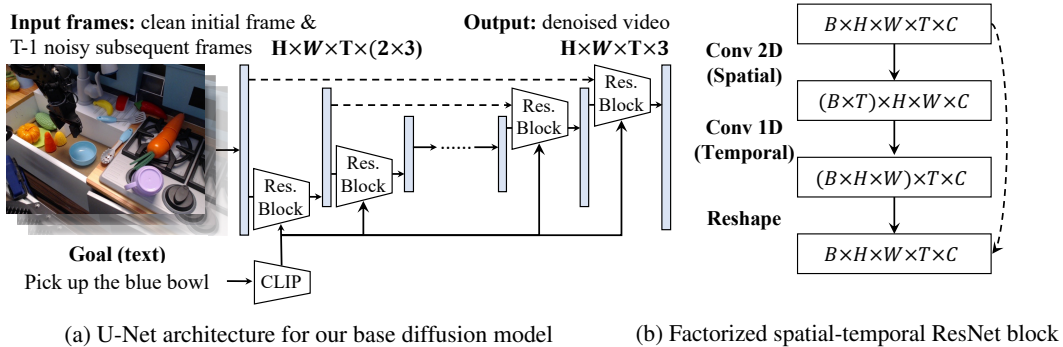 Input frames: clean initial frame &
T-1 noisy subsequent frames H×W×T×(2×3)
Output: denoised video
H×W×T×3
Res.
Block
Res.
Block
......
Res.
Block
Res.
Block
Goal (text)
Pick up the blue bowl
CLIP
(a) U-Net architecture for our base diffusion model
B×H×W×T×C
Conv 2D
(Spatial)
(B×T)×H×W×C
Conv 1D
(Temporal)
(B×H×W)×T×C
Reshape
B×H×W×T×C
(b) Factorized spatial-temporal ResNet block